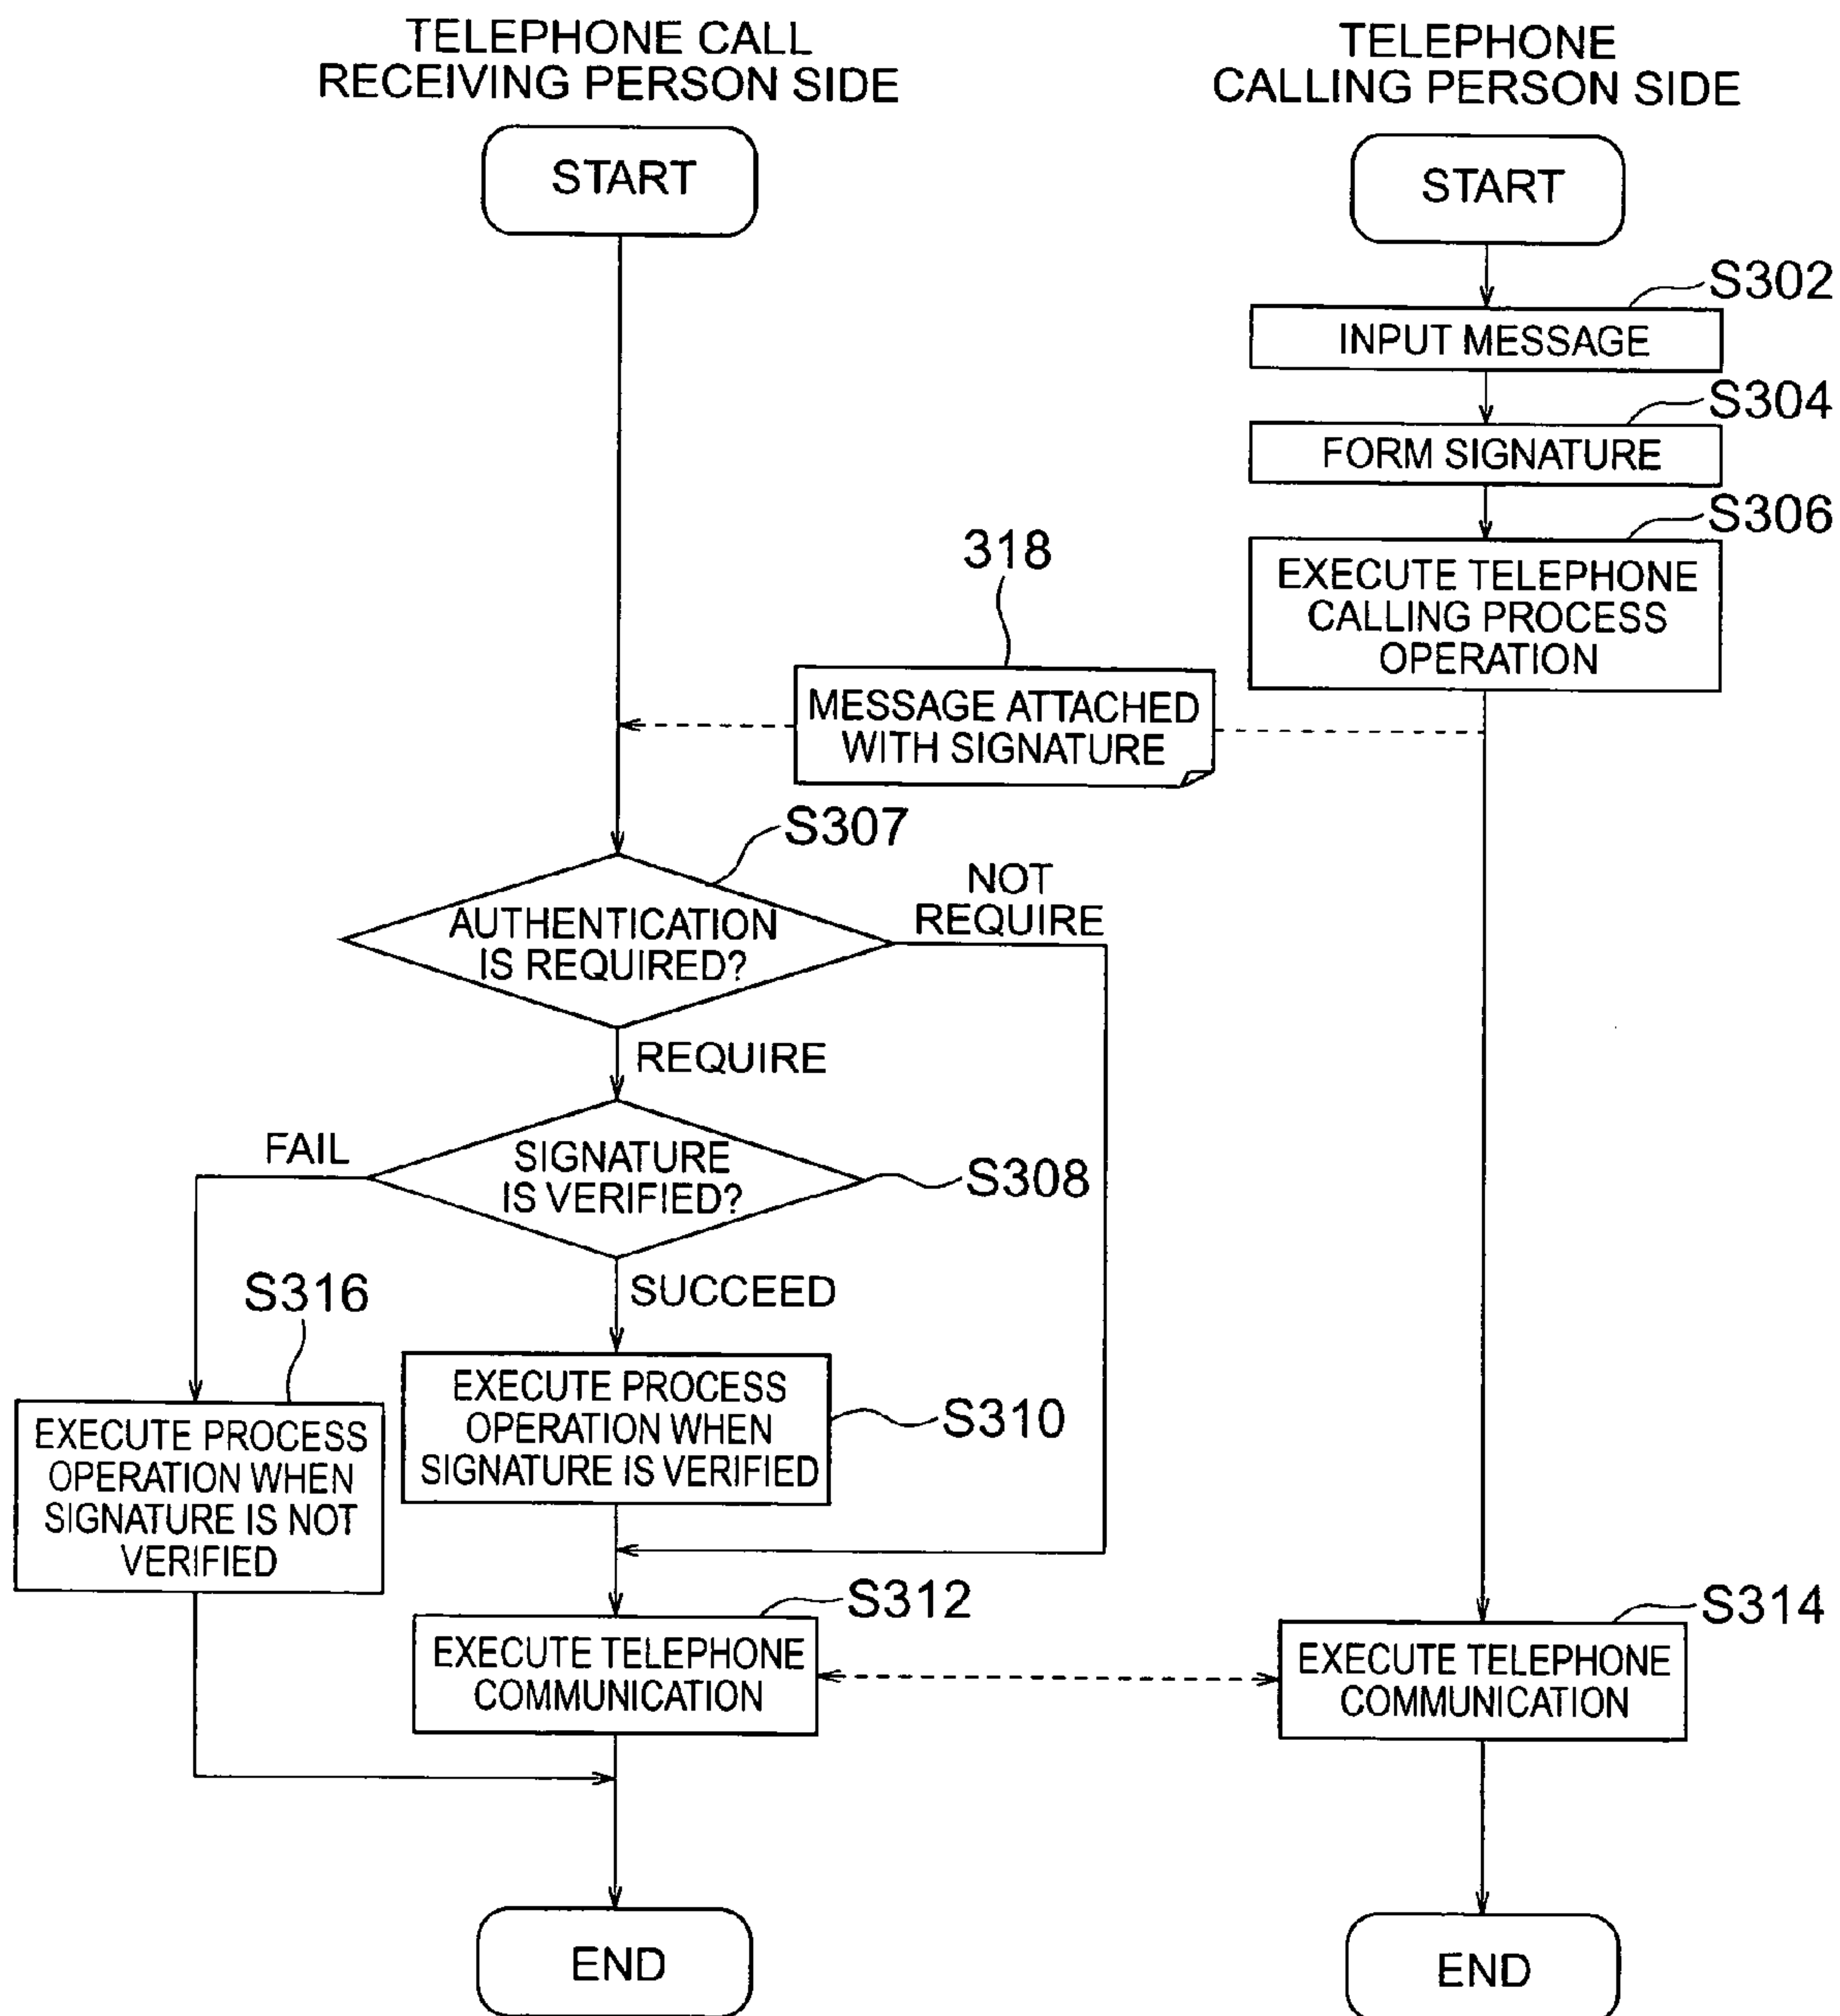 TELEPHONE CALL
RECEIVING PERSON SIDE
TELEPHONE
CALLING PERSON SIDE
START
START
S302
INPUT MESSAGE
S304
FORM SIGNATURE
S306
EXECUTE TELEPHONE
CALLING PROCESS
OPERATION
318
MESSAGE ATTACHED
WITH SIGNATURE
S307
AUTHENTICATION
IS REQUIRED?
NOT
REQUIRE
REQUIRE
FAIL
SIGNATURE
IS VERIFIED?
S308
SUCCEED
S316
EXECUTE PROCESS
OPERATION WHEN
SIGNATURE IS NOT
VERIFIED
EXECUTE PROCESS
OPERATION WHEN
SIGNATURE IS VERIFIED
S310
S312
EXECUTE TELEPHONE
COMMUNICATION
S314
EXECUTE TELEPHONE
COMMUNICATION
END
END